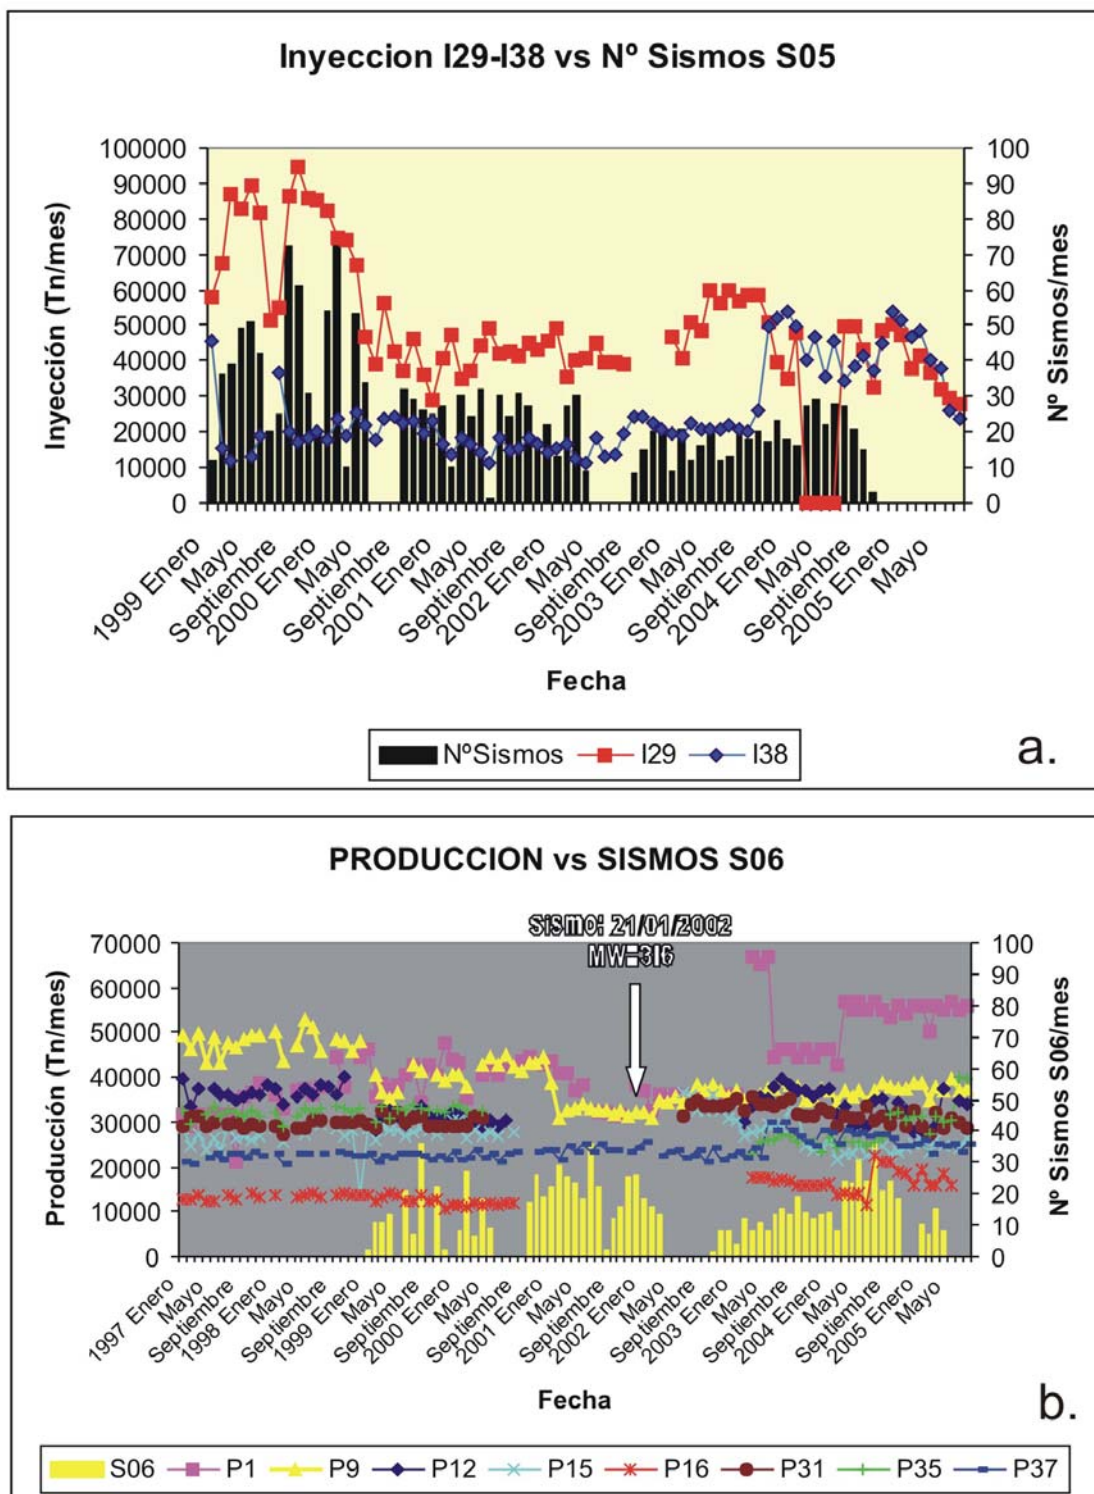 Inyeccion I29-I38 vs Nº Sismos S05
Inyección (Tn/mes)
100000
90000
80000
70000
60000
50000
40000
30000
20000
10000
0
100
90
80
70
60
50
40
30
20
10
0
Nº Sismos/mes
1999 Enero
Mayo
Septiembre
2000 Enero
Mayo
Septiembre
2001 Enero
Mayo
Septiembre
2002 Enero
Mayo
Septiembre
2003 Enero
Mayo
Septiembre
2004 Enero
Mayo
Septiembre
2005 Enero
Mayo
Fecha
NºSismos I29 I38
a.
PRODUCCION vs SISMOS S06
Sismo: 21/01/2002
MW=3.6
Producción (Tn/mes)
70000
60000
50000
40000
30000
20000
10000
0
100
90
80
70
60
50
40
30
20
10
0
Nº Sismos S06/mes
1997 Enero
Mayo
Septiembre
1998 Enero
Mayo
Septiembre
1999 Enero
Mayo
Septiembre
2000 Enero
Mayo
Septiembre
2001 Enero
Mayo
Septiembre
2002 Enero
Mayo
Septiembre
2003 Enero
Mayo
Septiembre
2004 Enero
Mayo
Septiembre
2005 Enero
Mayo
Fecha
b.
S06 P1 P9 P12 P15 P16 P31 P35 P37